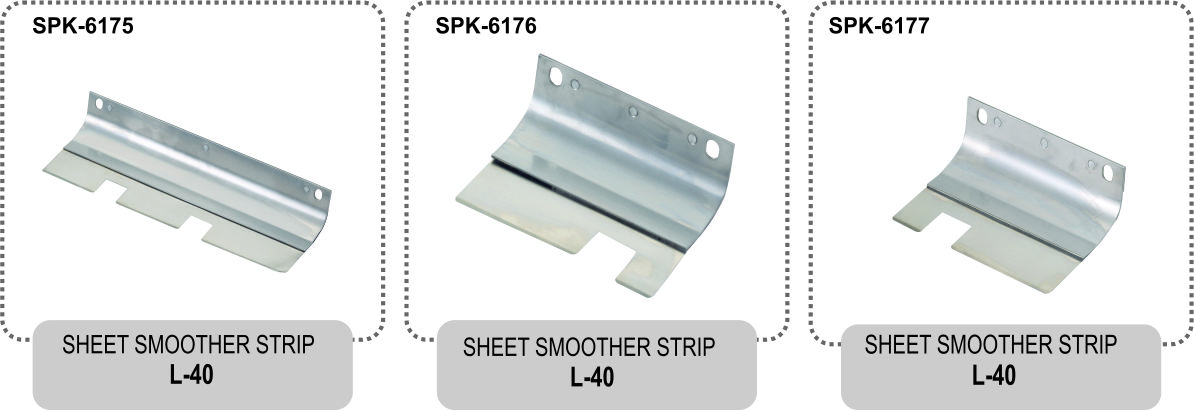 SPK-6175
SHEET SMOOTHER STRIP
L-40
SPK-6176
SHEET SMOOTHER STRIP
L-40
SPK-6177
SHEET SMOOTHER STRIP
L-40